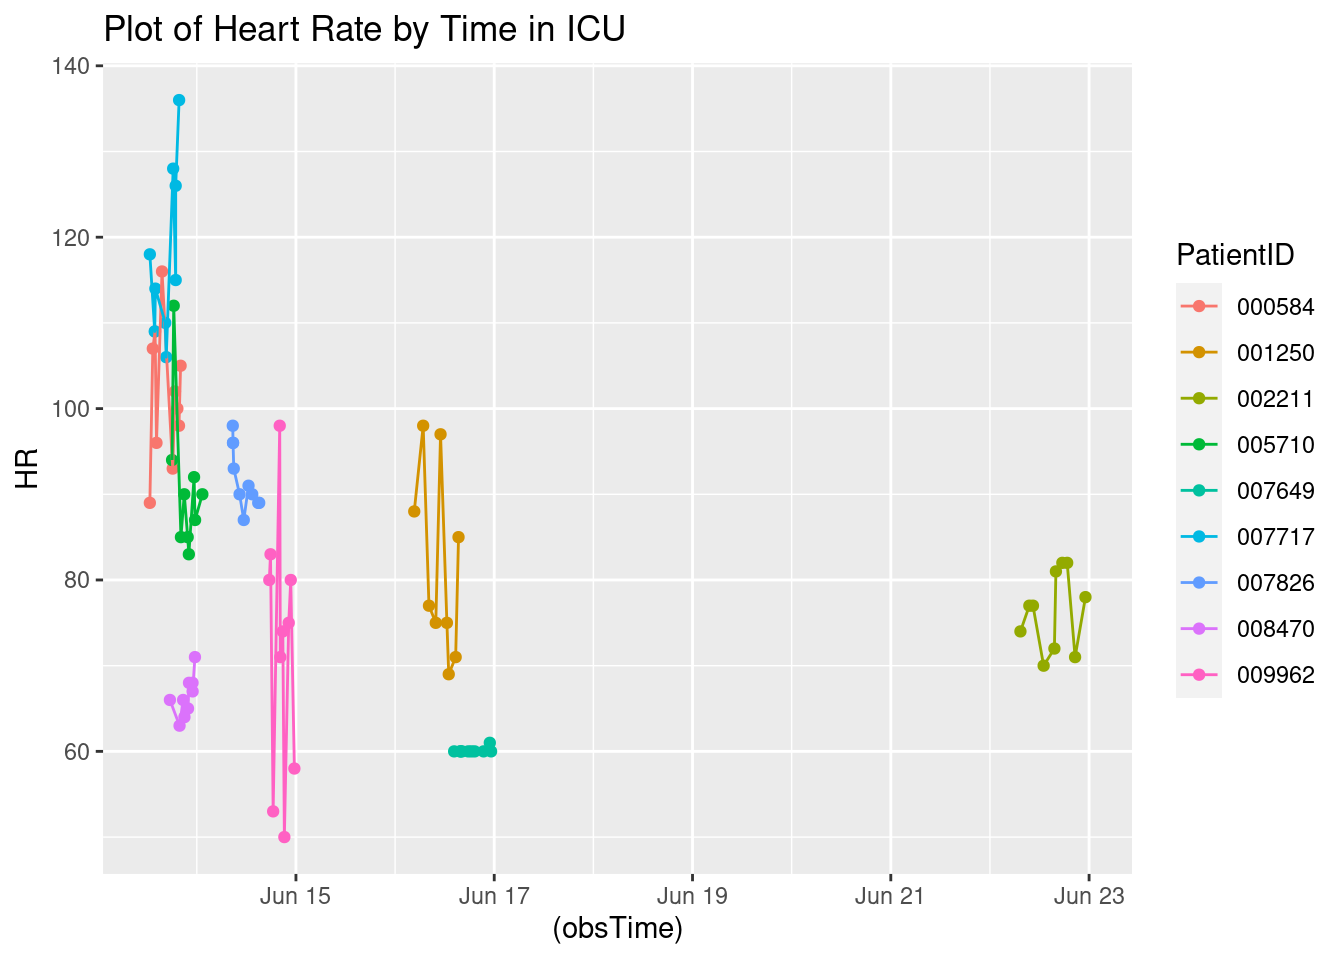 Plot of Heart Rate by Time in ICU
140
120
100
80
60
HR
Jun 15
Jun 17
Jun 19
Jun 21
Jun 23
(obsTime)
PatientID
000584
001250
002211
005710
007649
007717
007826
008470
009962